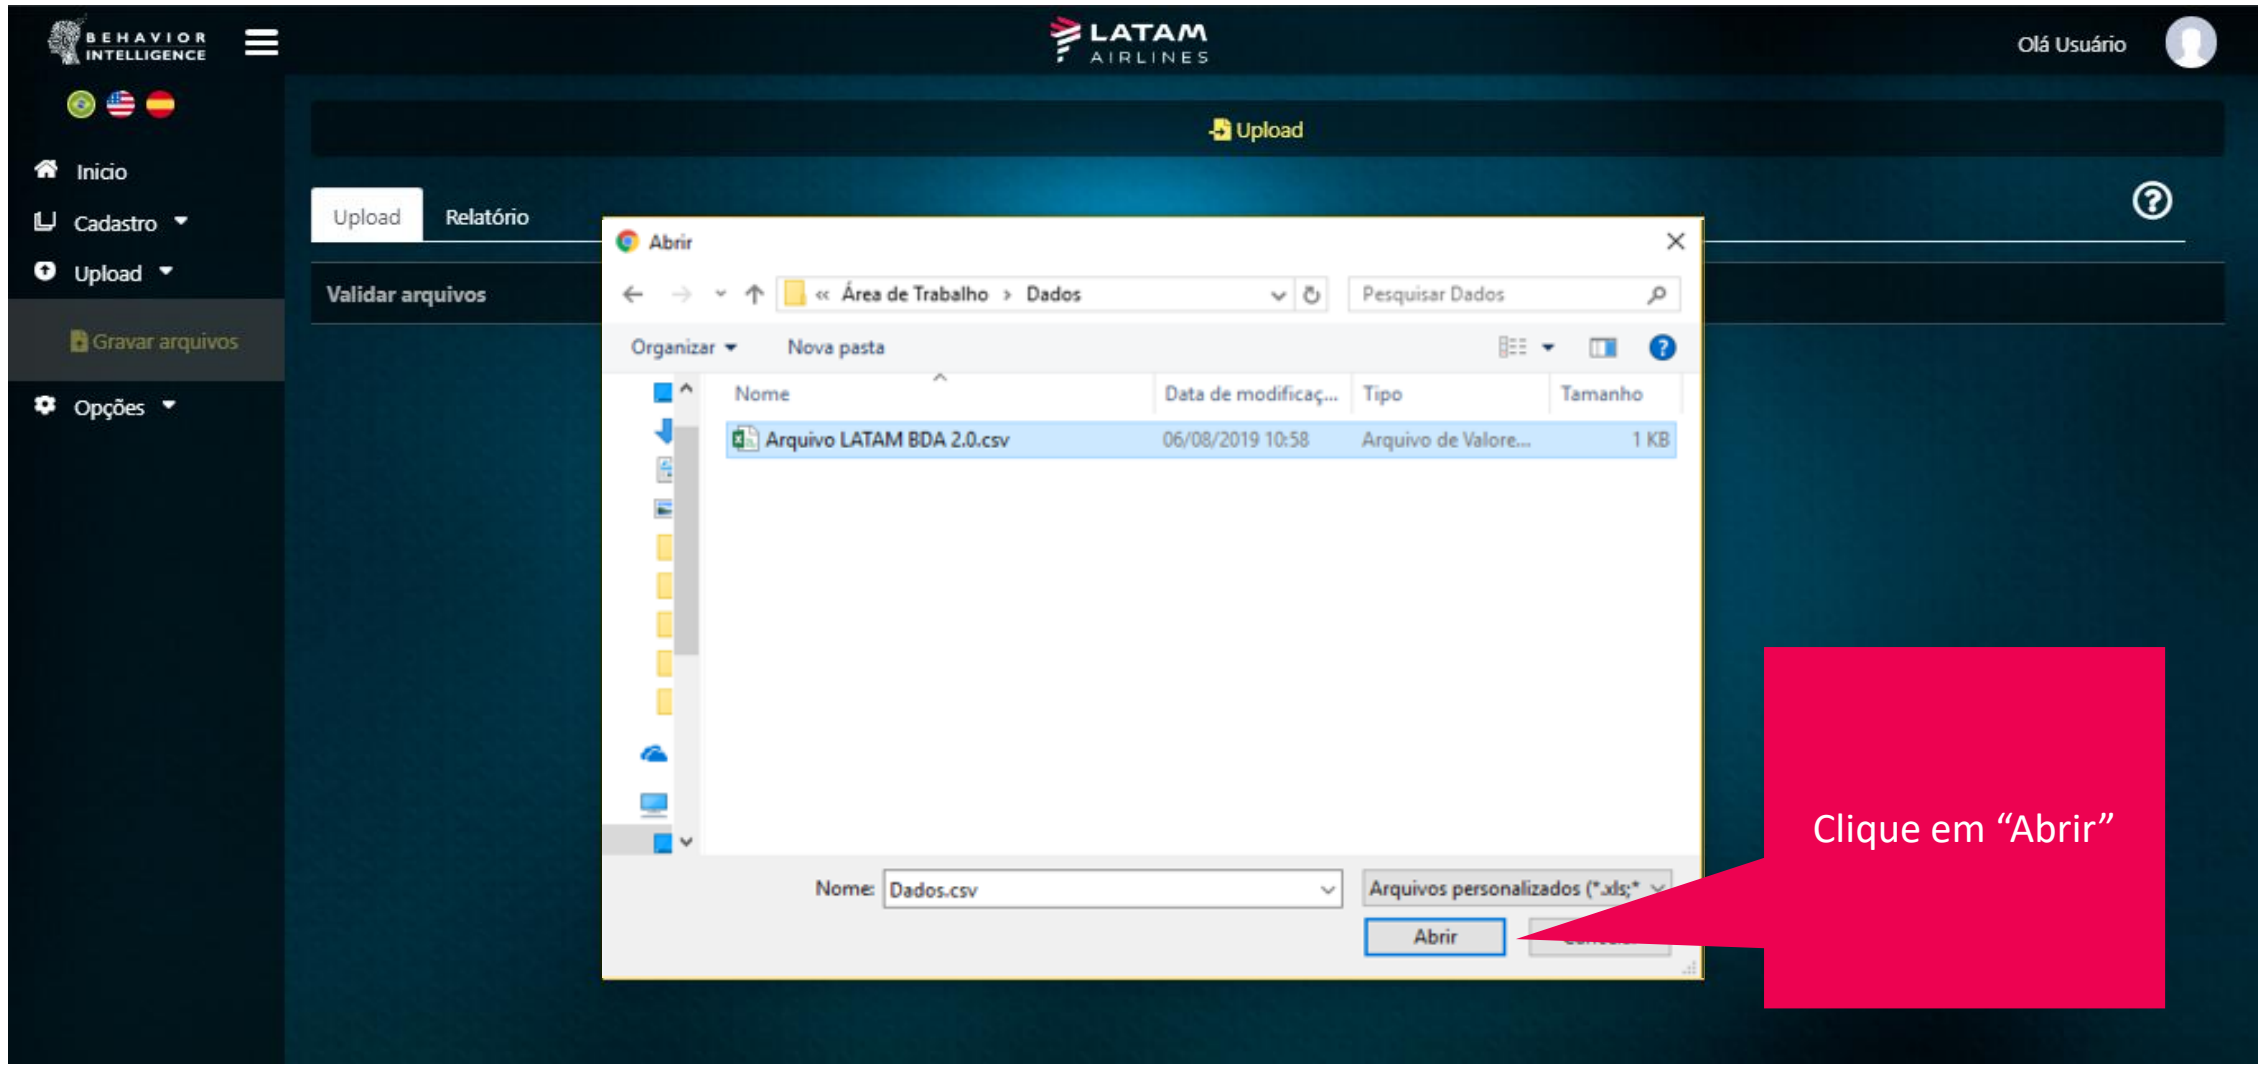 BEHAVIOR
INTELLIGENCE
LATAM
AIRLINES
Olá Usuário
Upload
Inicio
Cadastro
Upload
Gravar arquivos
Opções
Upload
Relatório
Validar arquivos
Abrir
« Área de Trabalho › Dados
Pesquisar Dados
Organizar
Nova pasta
Nome
Data de modificaç...
Tipo
Tamanho
Arquivo LATAM BDA 2.0.csv
06/08/2019 10:58
Arquivo de Valore...
1 KB
Nome:
Dados.csv
Arquivos personalizados (*.xls;*
Abrir
Clique em “Abrir”